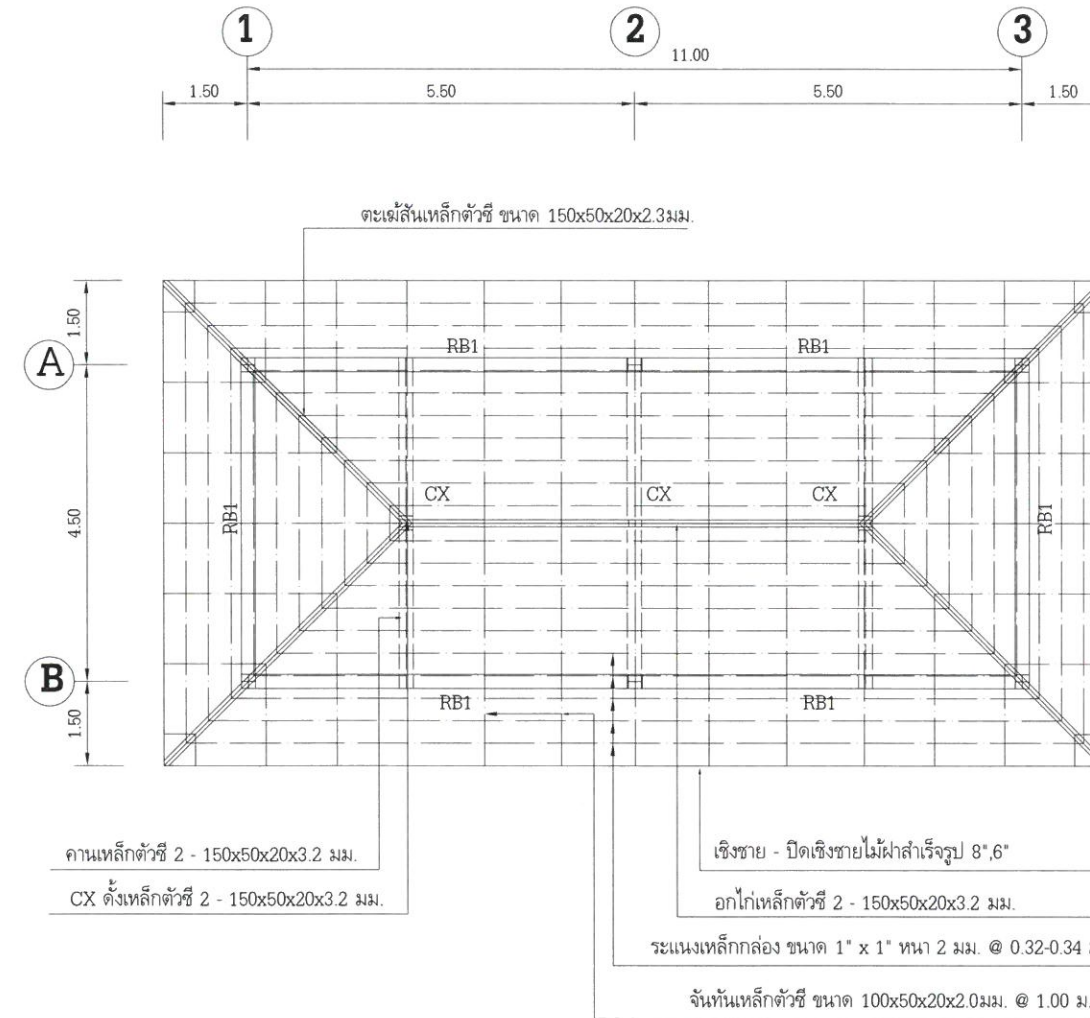 1
2
3
11.00
1.50
5.50
5.50
1.50
ตะเฆ้สันเหล็กตัวซี ขนาด 150x50x20x2.3มม.
1.50
RB1
RB1
A
CX
CX
CX
4.50
RB1
RB1
B
RB1
RB1
1.50
คานเหล็กตัวซี 2 - 150x50x20x3.2 มม.
เชิงชาย - ปิดเชิงชายไม้ฝาสำเร็จรูป 8",6"
CX ดั้งเหล็กตัวซี 2 - 150x50x20x3.2 มม.
อกไก่เหล็กตัวซี 2 - 150x50x20x3.2 มม.
ระแนงเหล็กกล่อง ขนาด 1" x 1" หนา 2 มม. @ 0.32-0.34
จันทันเหล็กตัวซี ขนาด 100x50x20x2.0มม. @ 1.00 ม.